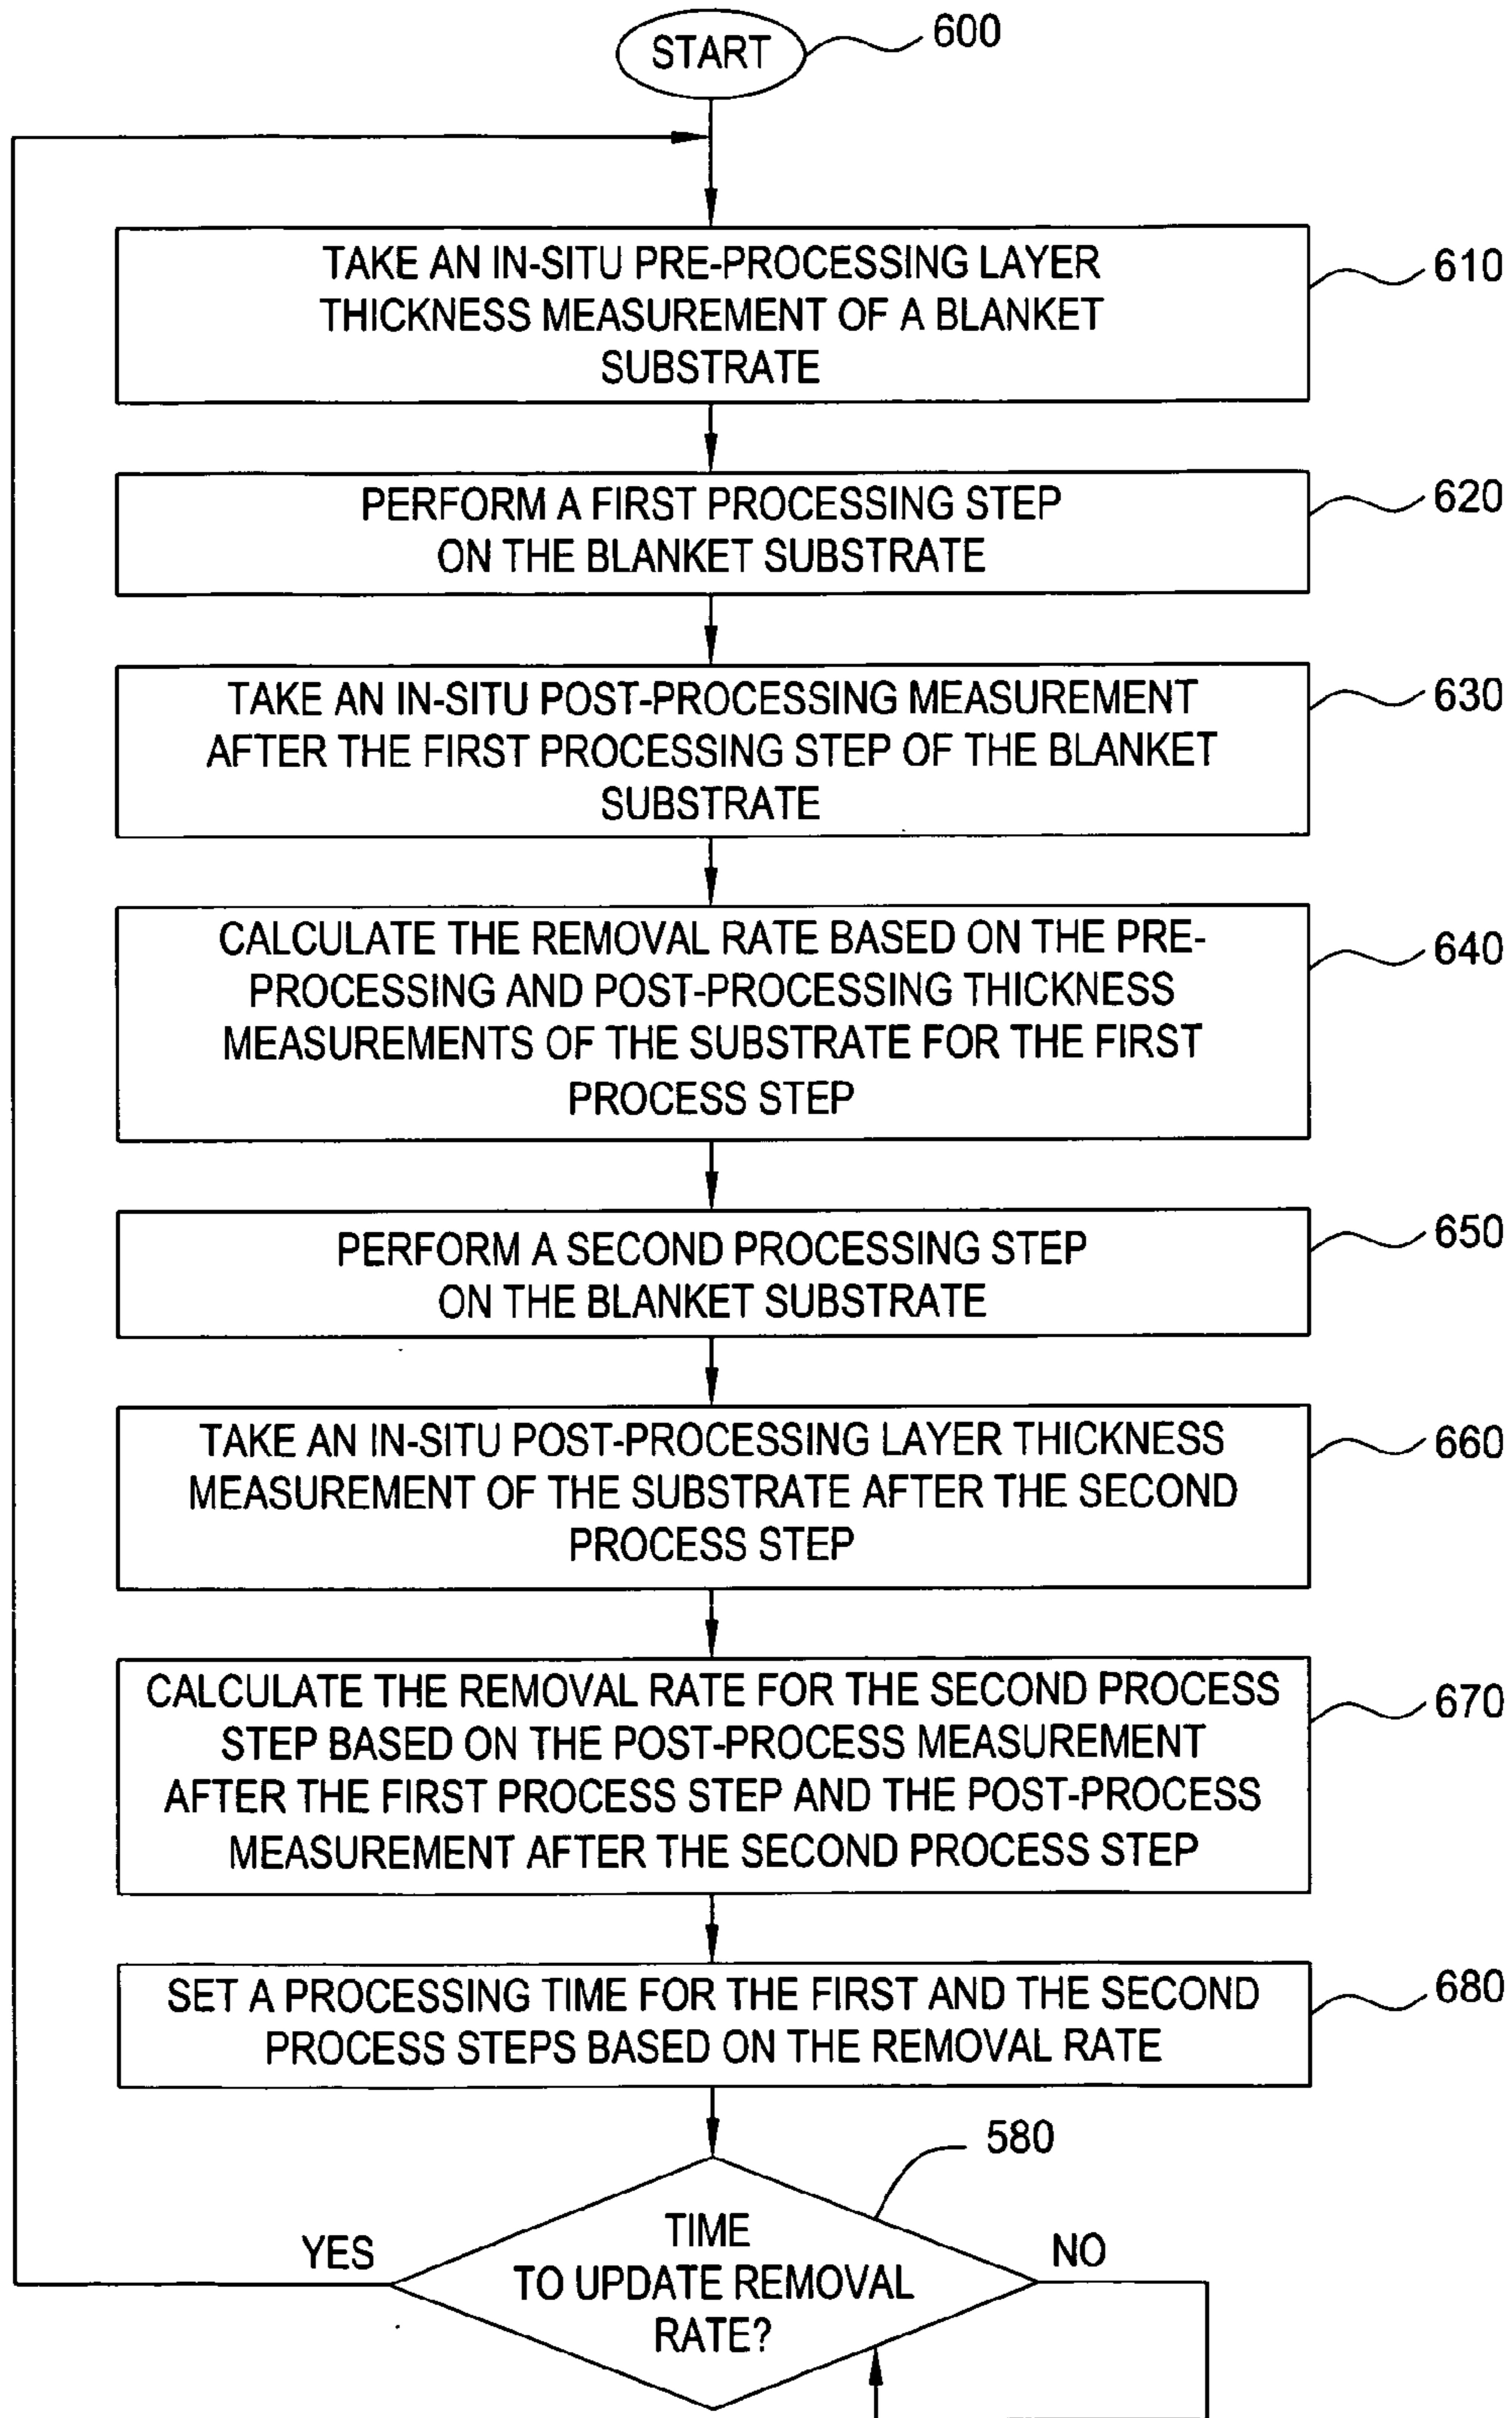 START
600
TAKE AN IN-SITU PRE-PROCESSING LAYER
THICKNESS MEASUREMENT OF A BLANKET
SUBSTRATE
610
PERFORM A FIRST PROCESSING STEP
ON THE BLANKET SUBSTRATE
620
TAKE AN IN-SITU POST-PROCESSING MEASUREMENT
AFTER THE FIRST PROCESSING STEP OF THE BLANKET
SUBSTRATE
630
CALCULATE THE REMOVAL RATE BASED ON THE PRE-
PROCESSING AND POST-PROCESSING THICKNESS
MEASUREMENTS OF THE SUBSTRATE FOR THE FIRST
PROCESS STEP
640
PERFORM A SECOND PROCESSING STEP
ON THE BLANKET SUBSTRATE
650
TAKE AN IN-SITU POST-PROCESSING LAYER THICKNESS
MEASUREMENT OF THE SUBSTRATE AFTER THE SECOND
PROCESS STEP
660
CALCULATE THE REMOVAL RATE FOR THE SECOND PROCESS
STEP BASED ON THE POST-PROCESS MEASUREMENT
AFTER THE FIRST PROCESS STEP AND THE POST-PROCESS
MEASUREMENT AFTER THE SECOND PROCESS STEP
670
SET A PROCESSING TIME FOR THE FIRST AND THE SECOND
PROCESS STEPS BASED ON THE REMOVAL RATE
680
580
YES
TIME
TO UPDATE REMOVAL
RATE?
NO